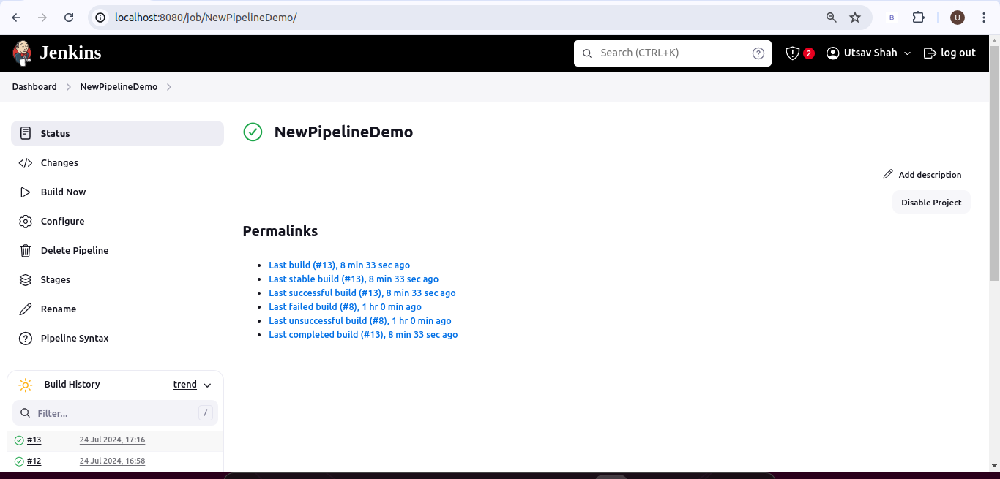 localhost:8080/job/NewPipelineDemo/
B
U
Jenkins
Search (CTRL+K)
?
2
Utsav Shah
log out
Dashboard
NewPipelineDemo
Status
Changes
Build Now
Configure
Delete Pipeline
Stages
Rename
Pipeline Syntax
NewPipelineDemo
Add description
Disable Project
Permalinks
Last build (#13), 8 min 33 sec ago
Last stable build (#13), 8 min 33 sec ago
Last successful build (#13), 8 min 33 sec ago
Last failed build (#8), 1 hr 0 min ago
Last unsuccessful build (#8), 1 hr 0 min ago
Last completed build (#13), 8 min 33 sec ago
Build History
trend
Filter...
/
#13 24 Jul 2024, 17:16
#12 24 Jul 2024, 16:58